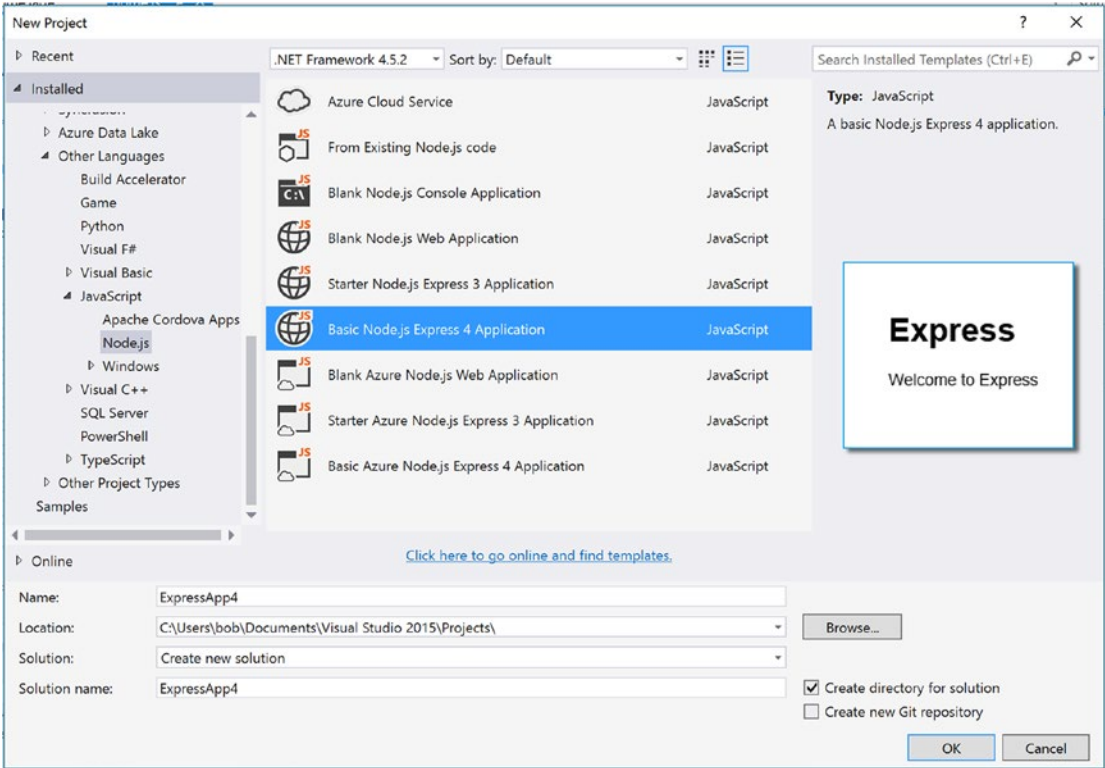 New Project
?
Recent
.NET Framework 4.5.2
Sort by: Default
Search Installed Templates (Ctrl+E)
Installed
Azure Data Lake
Other Languages
Build Accelerator
Game
Python
Visual F#
Visual Basic
JavaScript
Apache Cordova Apps
Node.js
Windows
Visual C++
SQL Server
PowerShell
TypeScript
Other Project Types
Samples
Online
Azure Cloud Service JavaScript
JS
From Existing Node.js code JavaScript
JS
C:\
Blank Node.js Console Application JavaScript
JS
Blank Node.js Web Application JavaScript
JS
Starter Node.js Express 3 Application JavaScript
JS
Basic Node.js Express 4 Application JavaScript
JS
Blank Azure Node.js Web Application JavaScript
JS
Starter Azure Node.js Express 3 Application JavaScript
JS
Basic Azure Node.js Express 4 Application JavaScript
Click here to go online and find templates.
Type: JavaScript
A basic Node.js Express 4 application.
Express
Welcome to Express
Name: ExpressApp4
Location: C:\Users\bob\Documents\Visual Studio 2015\Projects\
Browse...
Solution: Create new solution
Solution name: ExpressApp4
Create directory for solution
Create new Git repository
OK
Cancel